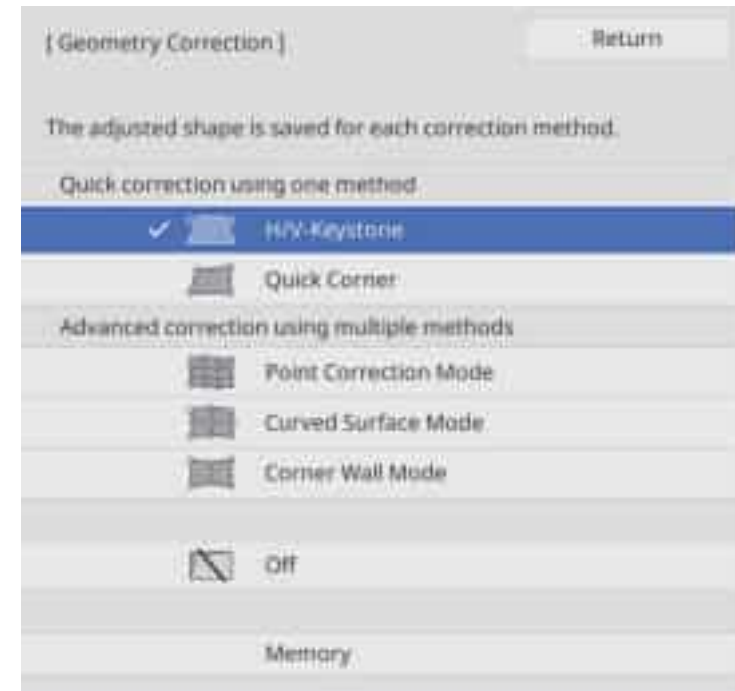 [ Geometry Correction ]
Return
The adjusted shape is saved for each correction method.
Quick correction using one method
H/V-Keystone
Quick Corner
Advanced correction using multiple methods
Point Correction Mode
Curved Surface Mode
Corner Wall Mode
Off
Memory